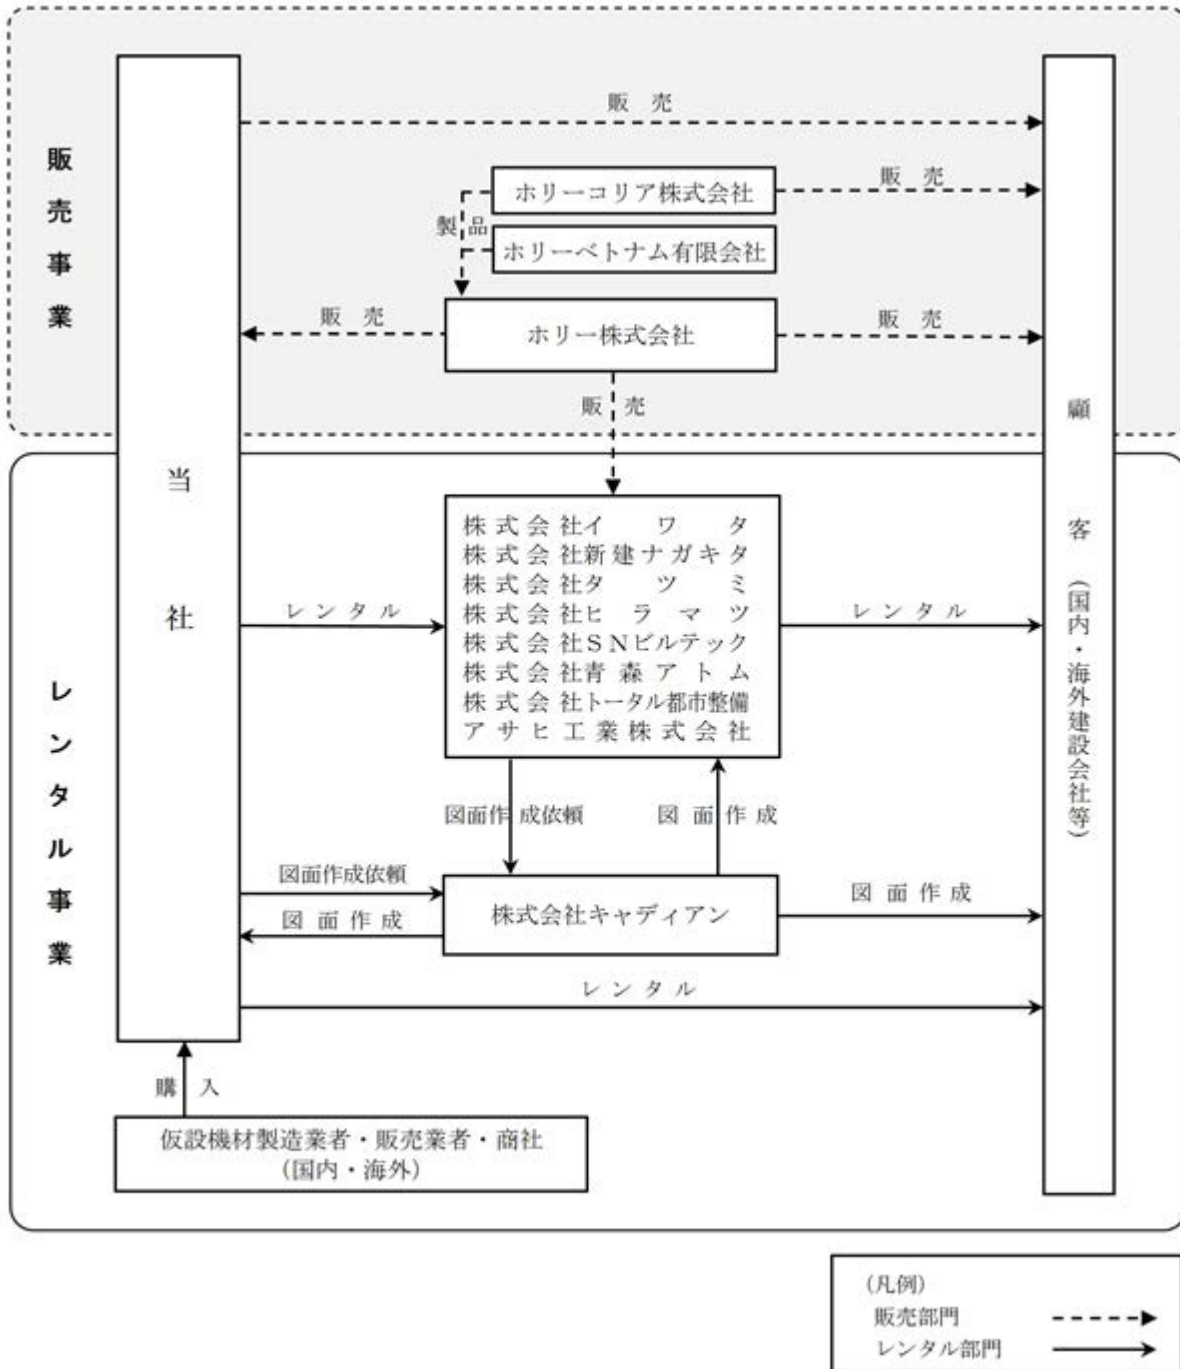 販売事業
販売
ホリーコリア株式会社
販売
製品
ホリーベトナム有限会社
販売
ホリー株式会社
販売
販売
当社
顧客（国内・海外建設会社等）
レンタル事業
株式会社イワタ
株式会社新建ナガキタ
株式会社タツミ
株式会社ヒラマツ
株式会社ＳＮビルテック
株式会社青森アトム
株式会社トータル都市整備
アサヒ工業株式会社
レンタル
レンタル
図面作成依頼
図面作成
図面作成依頼
図面作成
株式会社キャディアン
図面作成
レンタル
購入
仮設機材製造業者・販売業者・商社
（国内・海外）
（凡例）
販売部門
レンタル部門